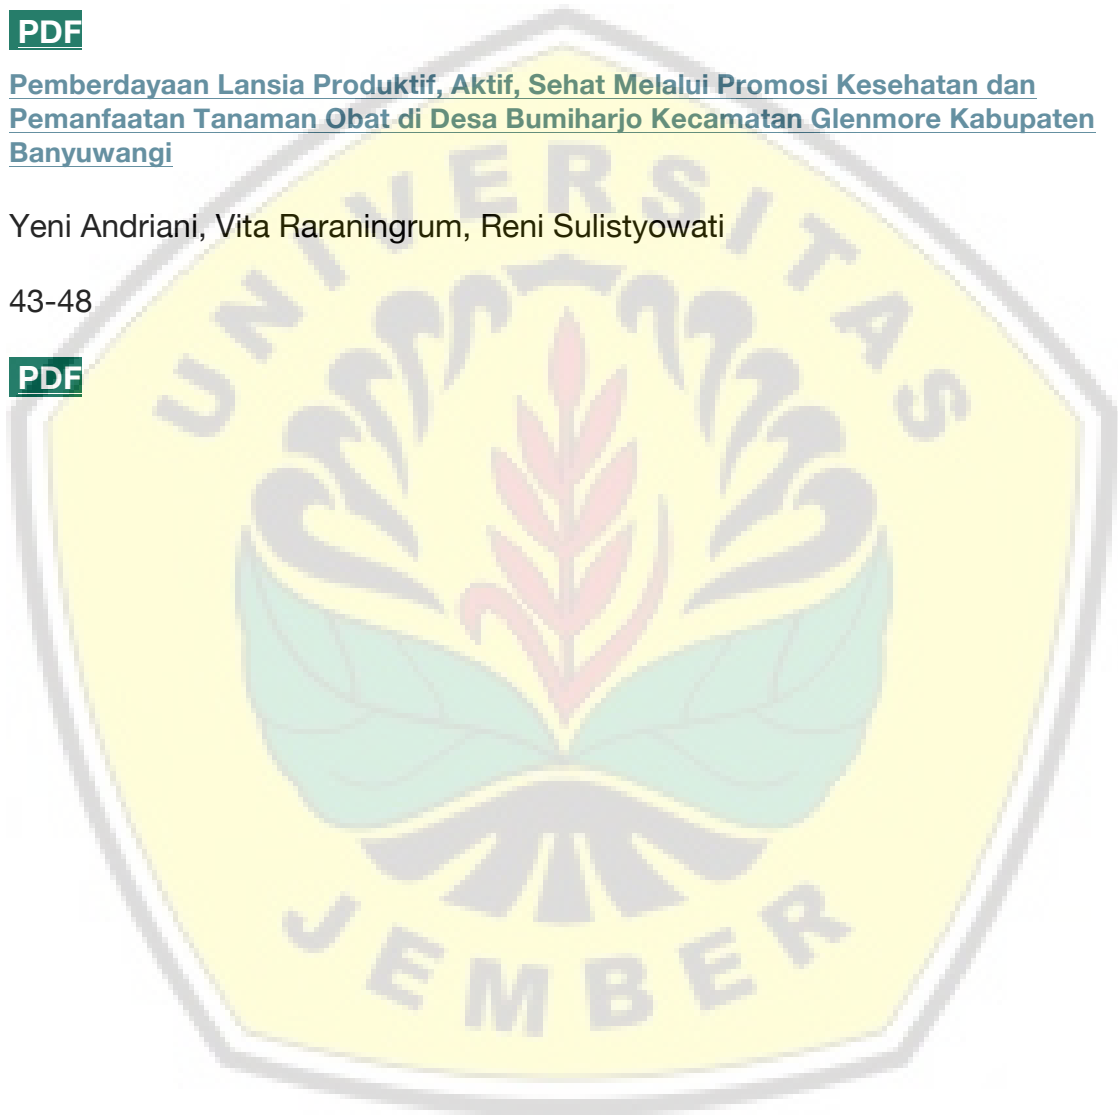 PDF
Pemberdayaan Lansia Produktif, Aktif, Sehat Melalui Promosi Kesehatan dan
Pemanfaatan Tanaman Obat di Desa Bumiharjo Kecamatan Glenmore Kabupaten
Banyuwangi
Yeni Andriani, Vita Raraningrum, Reni Sulistyowati
43-48
PDF
UNIVERSITAS
JEMBER